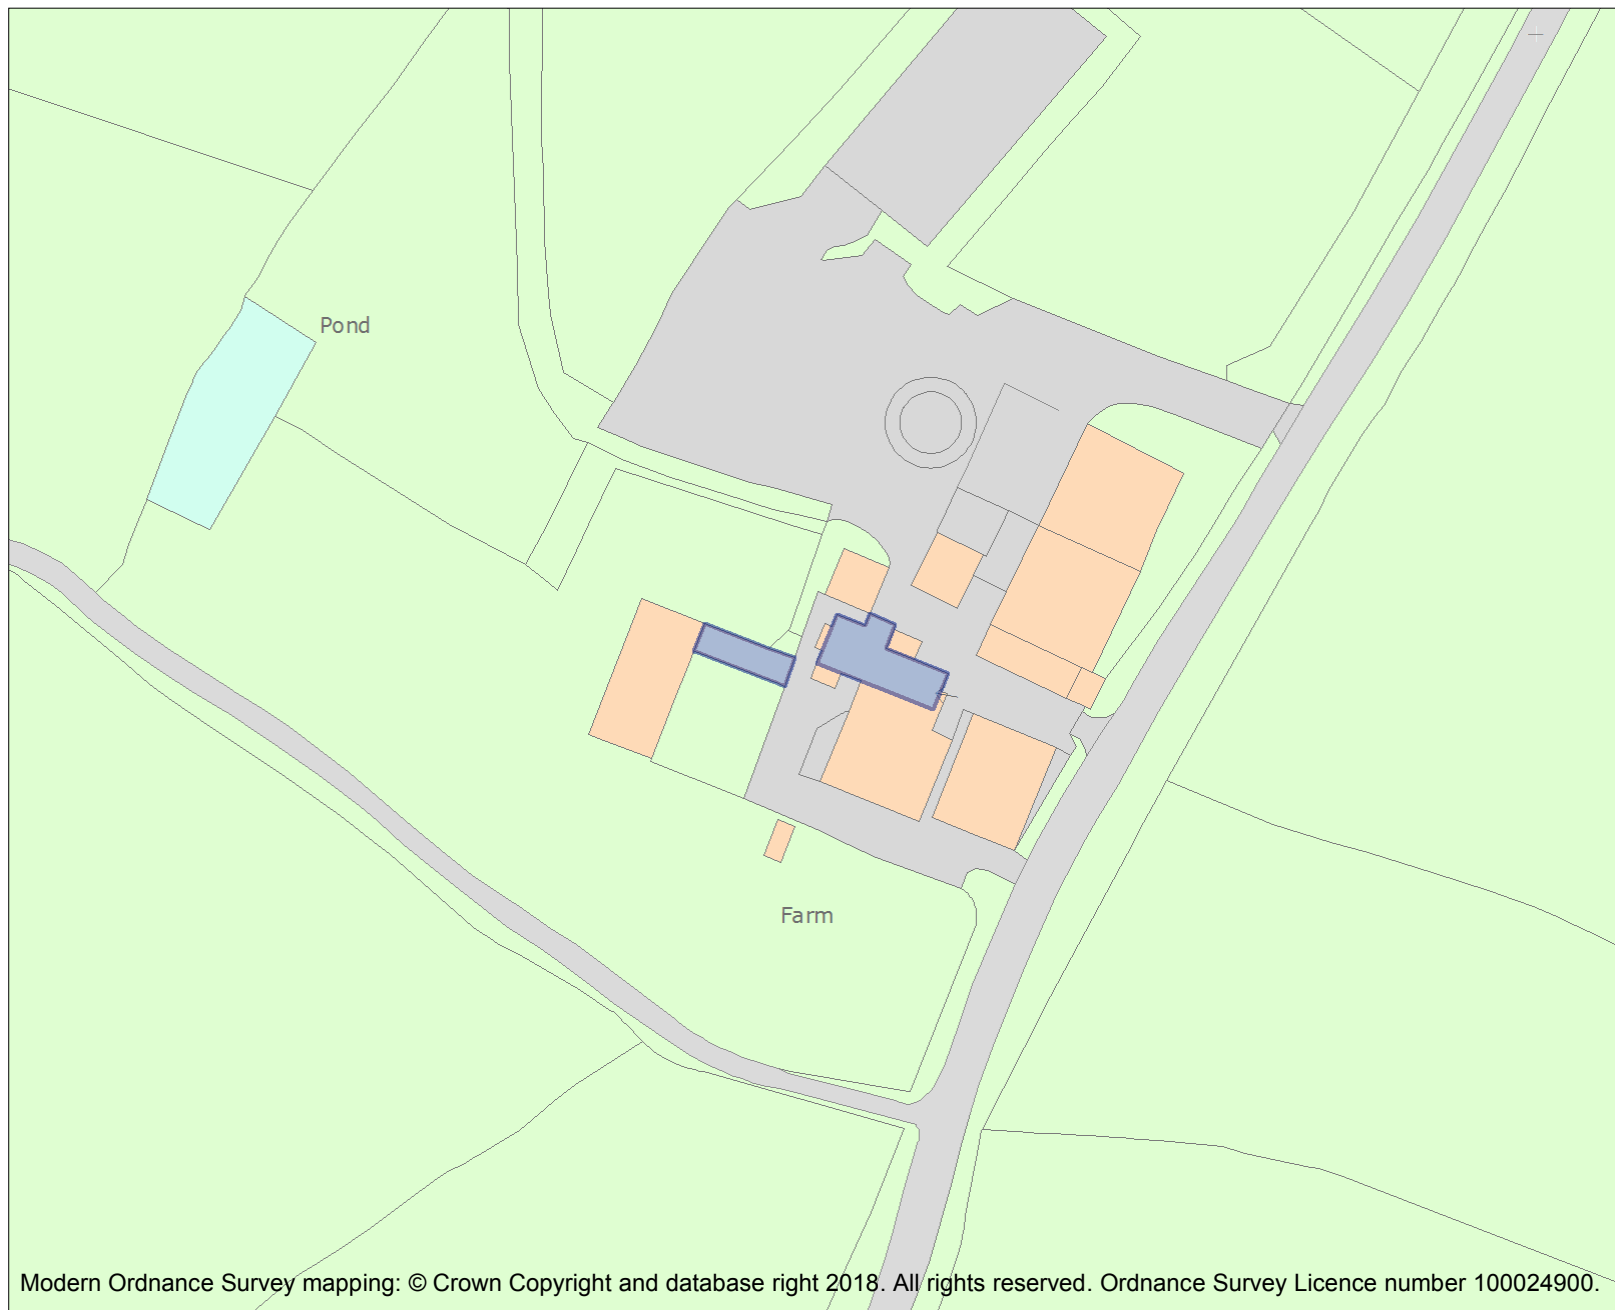 Pond
Farm
Modern Ordnance Survey mapping: © Crown Copyright and database right 2018. All rights reserved. Ordnance Survey Licence number 100024900.